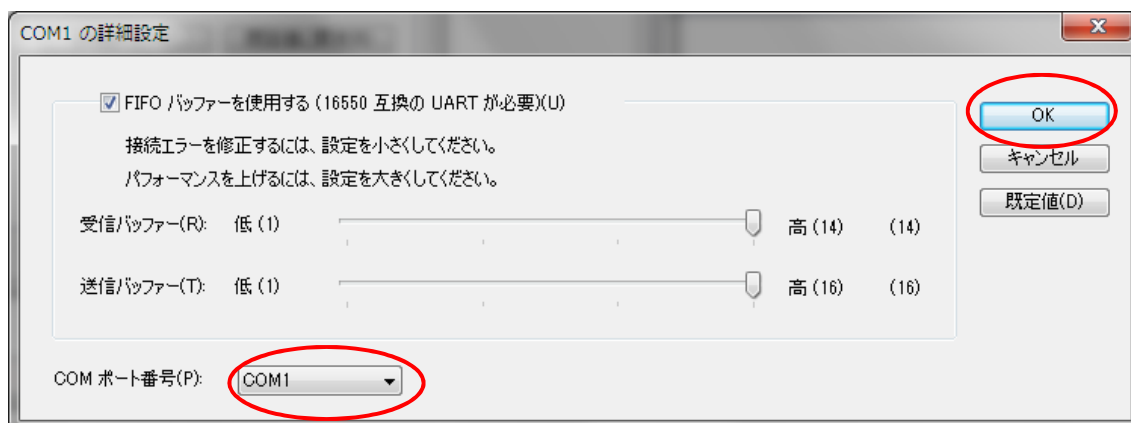 COM1 の詳細設定
FIFO バッファーを使用する (16550 互換の UART が必要)(U)
接続エラーを修正するには、設定を小さくしてください。
パフォーマンスを上げるには、設定を大きくしてください。
受信バッファー(R): 低 (1) 高 (14) (14)
送信バッファー(T): 低 (1) 高 (16) (16)
COM ポート番号(P): COM1
OK
キャンセル
既定値(D)